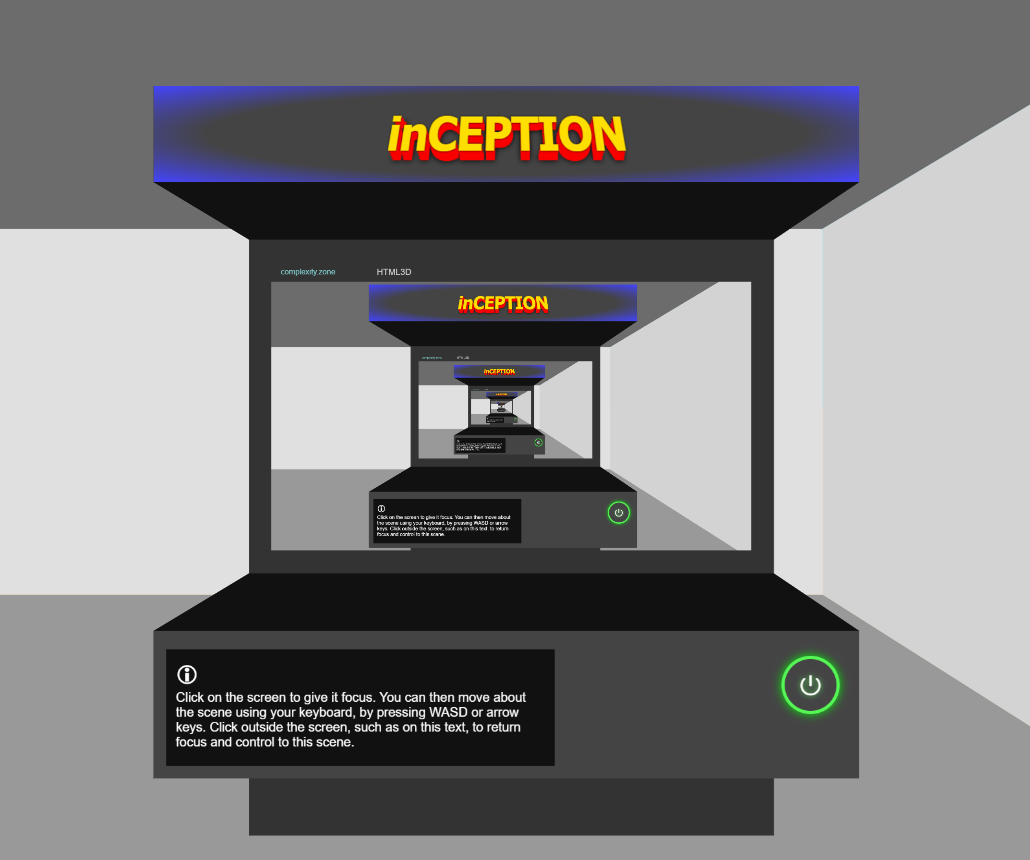 inCEPTION
complexity.zone HTML3D
inCEPTION
inCEPTION
Click on the screen to give it focus. You can then move about
the scene using your keyboard, by pressing WASD or arrow
keys. Click outside the screen, such as on this text, to return
focus and control to this scene.
Click on the screen to give it focus. You can then move about
the scene using your keyboard, by pressing WASD or arrow
keys. Click outside the screen, such as on this text, to return
focus and control to this scene.